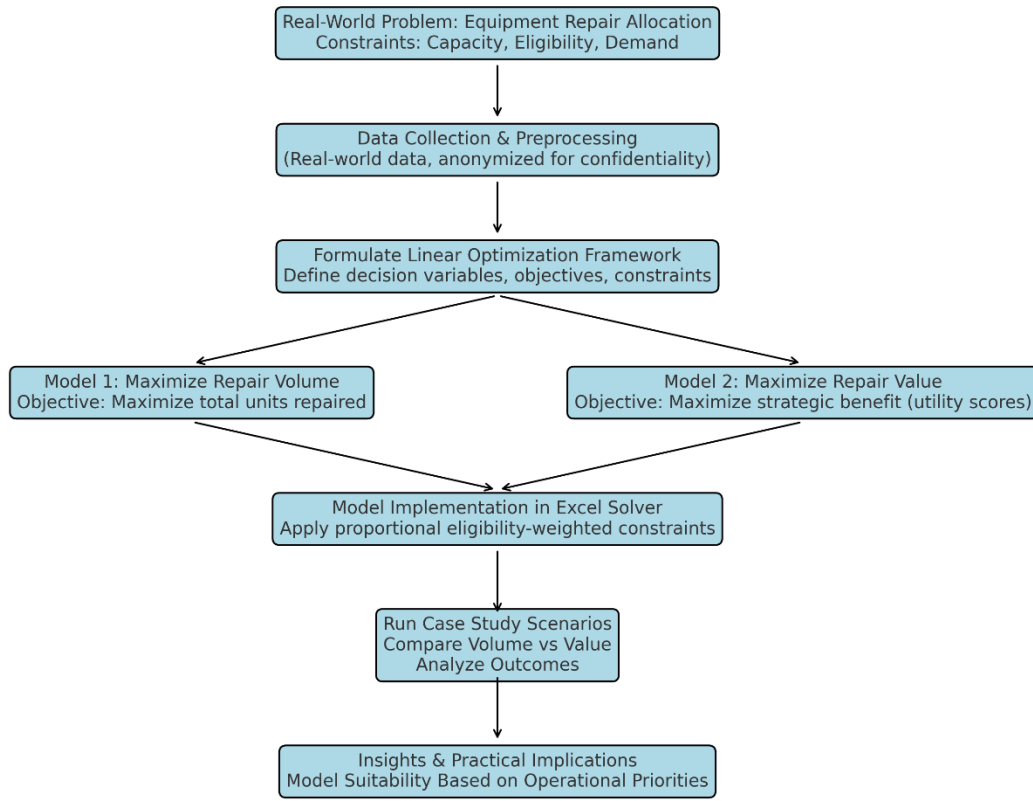 Real-World Problem: Equipment Repair Allocation
Constraints: Capacity, Eligibility, Demand
Data Collection & Preprocessing
(Real-world data, anonymized for confidentiality)
Formulate Linear Optimization Framework
Define decision variables, objectives, constraints
Model 1: Maximize Repair Volume
Objective: Maximize total units repaired
Model 2: Maximize Repair Value
Objective: Maximize strategic benefit (utility scores)
Model Implementation in Excel Solver
Apply proportional eligibility-weighted constraints
Run Case Study Scenarios
Compare Volume vs Value
Analyze Outcomes
Insights & Practical Implications
Model Suitability Based on Operational Priorities